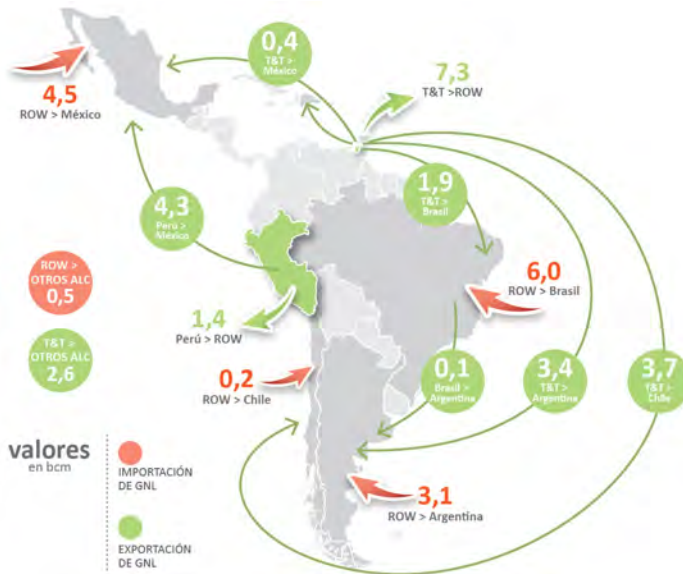 0,4
T&T >
México
7,3
T&T >ROW
4,5
ROW > México
1,9
T&T >
Brasil
4,3
Perú >
México
ROW >
OTROS ALC
0,5
6,0
ROW > Brasil
1,4
Perú > ROW
T&T >
OTROS ALC
2,6
0,2
ROW > Chile
0,1
Brasil >
Argentina
3,4
T&T >
Argentina
3,7
T&T >
Chile
valores
en bcm
IMPORTACIÓN
DE GNL
3,1
ROW > Argentina
EXPORTACIÓN
DE GNL